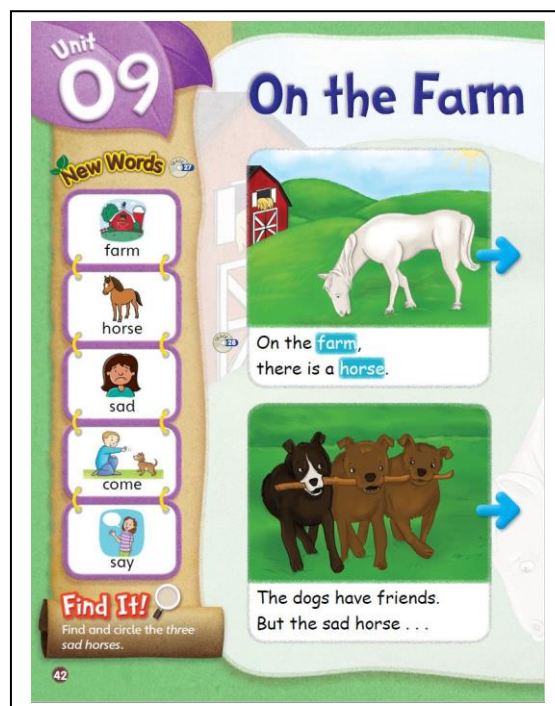 Unit
09
On the Farm
New Words
27
farm
horse
sad
come
say
28
On the farm,
there is a horse.
The dogs have friends.
But the sad horse . . .
Find It!
Find and circle the three
sad horses.
42